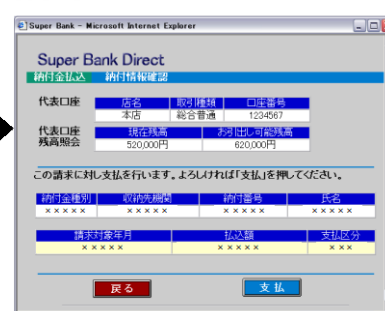 Super Bank - Microsoft Internet Explorer
Super Bank Direct
納付金払込 納付情報確認
代表口座 店名 取引種類 口座番号
本店 総合普通 1234567
代表口座残高照会 現在残高 お引出し可能残高
520,000円 620,000円
この請求に対し支払を行います。よろしければ「支払」を押してください。
納付金種別 収納先機関 納付番号 氏名
××××× ××××× ××××× ×××××
請求対象年月 払込額 支払区分
××××× ××××× ×××
戻る 支払